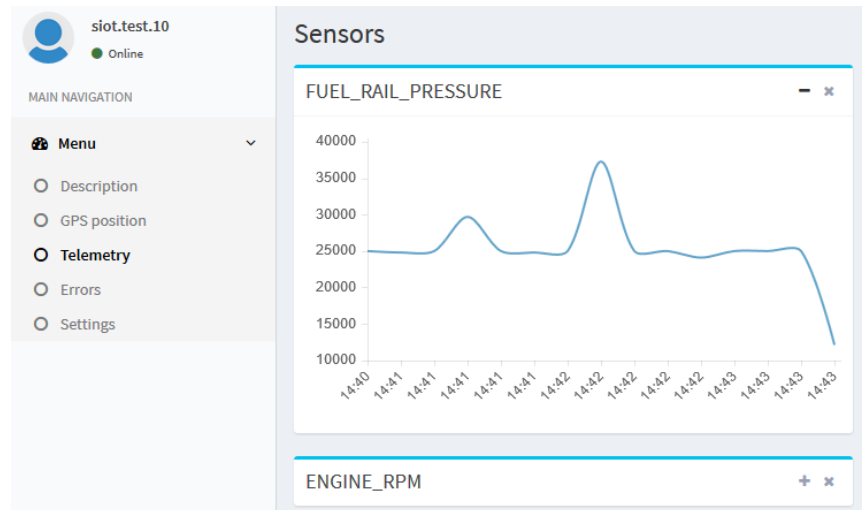 siot.test.10
Online
MAIN NAVIGATION
Menu
Description
GPS position
Telemetry
Errors
Settings
Sensors
FUEL_RAIL_PRESSURE
40000
35000
30000
25000
20000
15000
10000
14:40 14:41 14:41 14:41 14:41 14:41 14:42 14:42 14:42 14:42 14:42 14:43 14:43 14:43 14:43
ENGINE_RPM